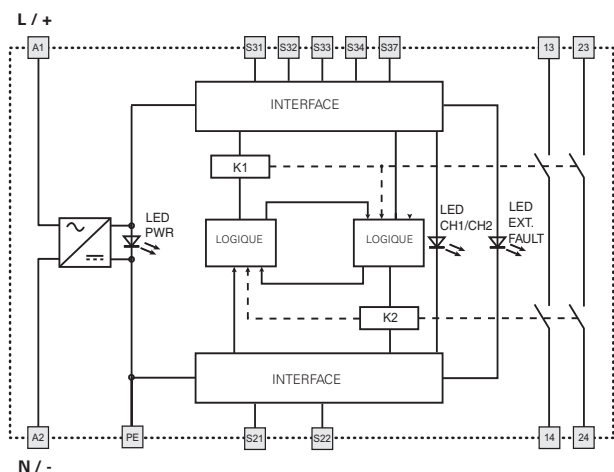 L / +
A1
S31
S32
S33
S34
S37
13
23
INTERFACE
K1
LED
PWR
LOGIQUE
LOGIQUE
LED
CH1/CH2
LED
EXT.
FAULT
K2
INTERFACE
A2
PE
S21
S22
14
24
N / -